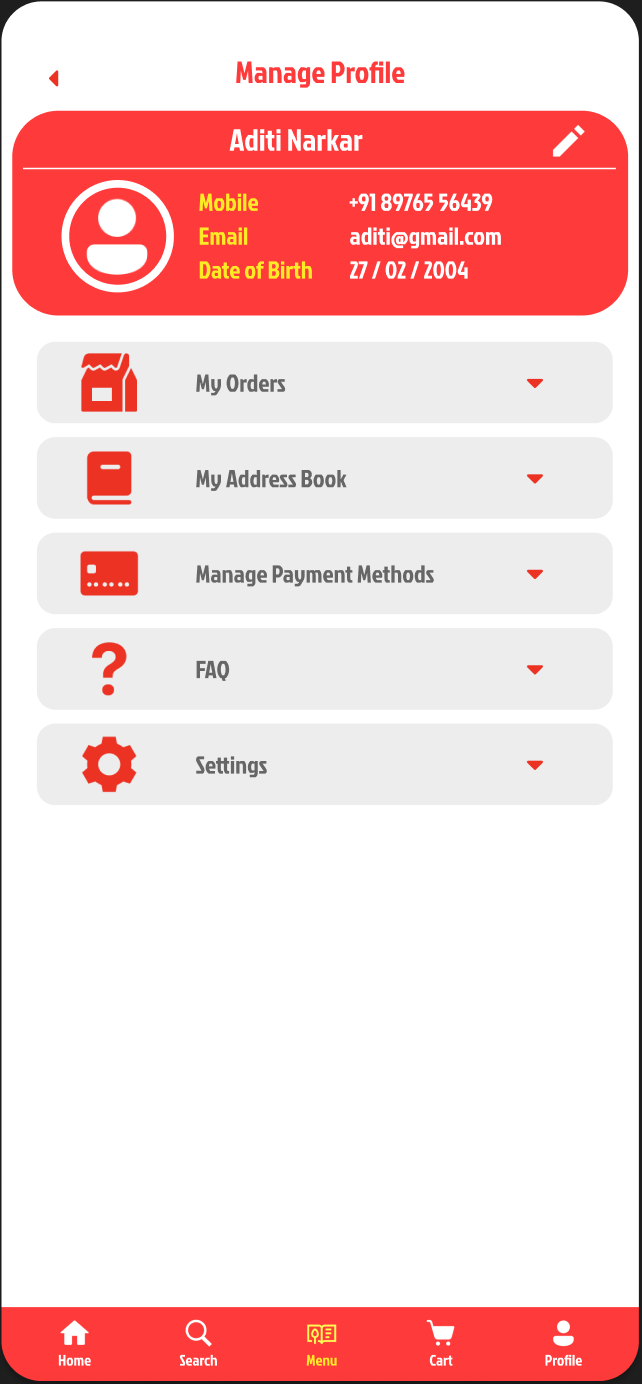 Manage Profile
Aditi Narkar
Mobile +91 89765 56439
Email aditi@gmail.com
Date of Birth 27 / 02 / 2004
My Orders
My Address Book
Manage Payment Methods
FAQ
Settings
Home Search Menu Cart Profile